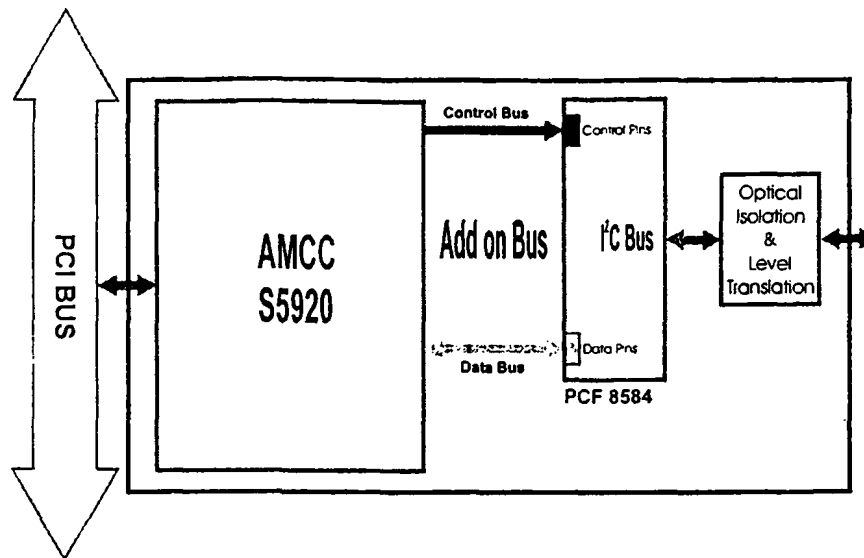 PCI BUS
AMCC
S5920
Control Bus
Add on Bus
Data Bus
Control Pins
I²C Bus
Data Pins
PCF 8584
Optical
Isolation
&
Level
Translation